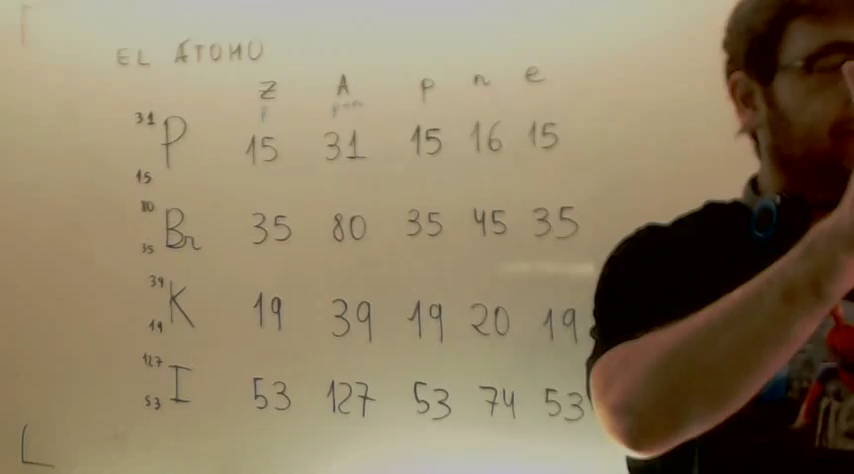 EL ÁTOMO
Z A p n e
p p+n
31 15 P 15 31 15 16 15
80 35 Br 35 80 35 45 35
39 19 K 19 39 19 20 19
127 53 I 53 127 53 74 53